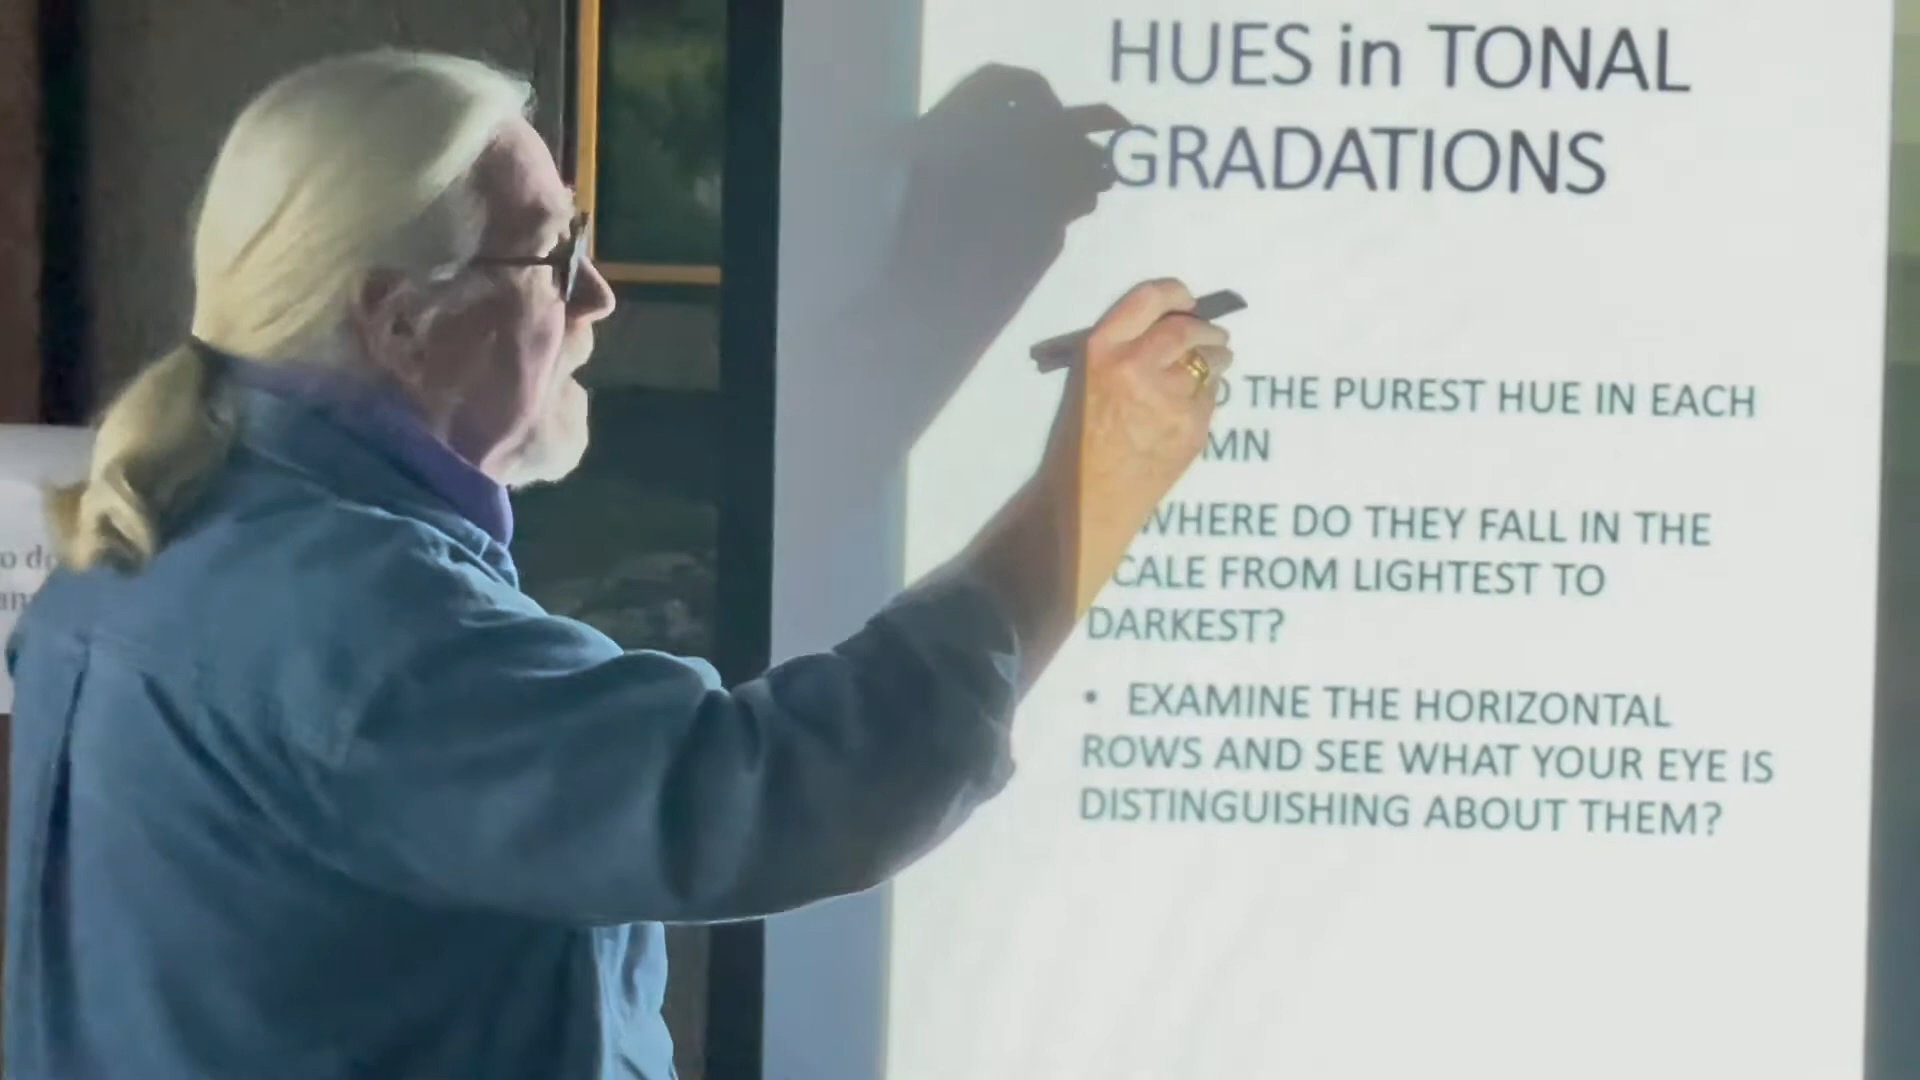 HUES in TONAL
GRADATIONS
THE PUREST HUE IN EACH
MN
WHERE DO THEY FALL IN THE
CALE FROM LIGHTEST TO
DARKEST?
• EXAMINE THE HORIZONTAL
ROWS AND SEE WHAT YOUR EYE IS
DISTINGUISHING ABOUT THEM?